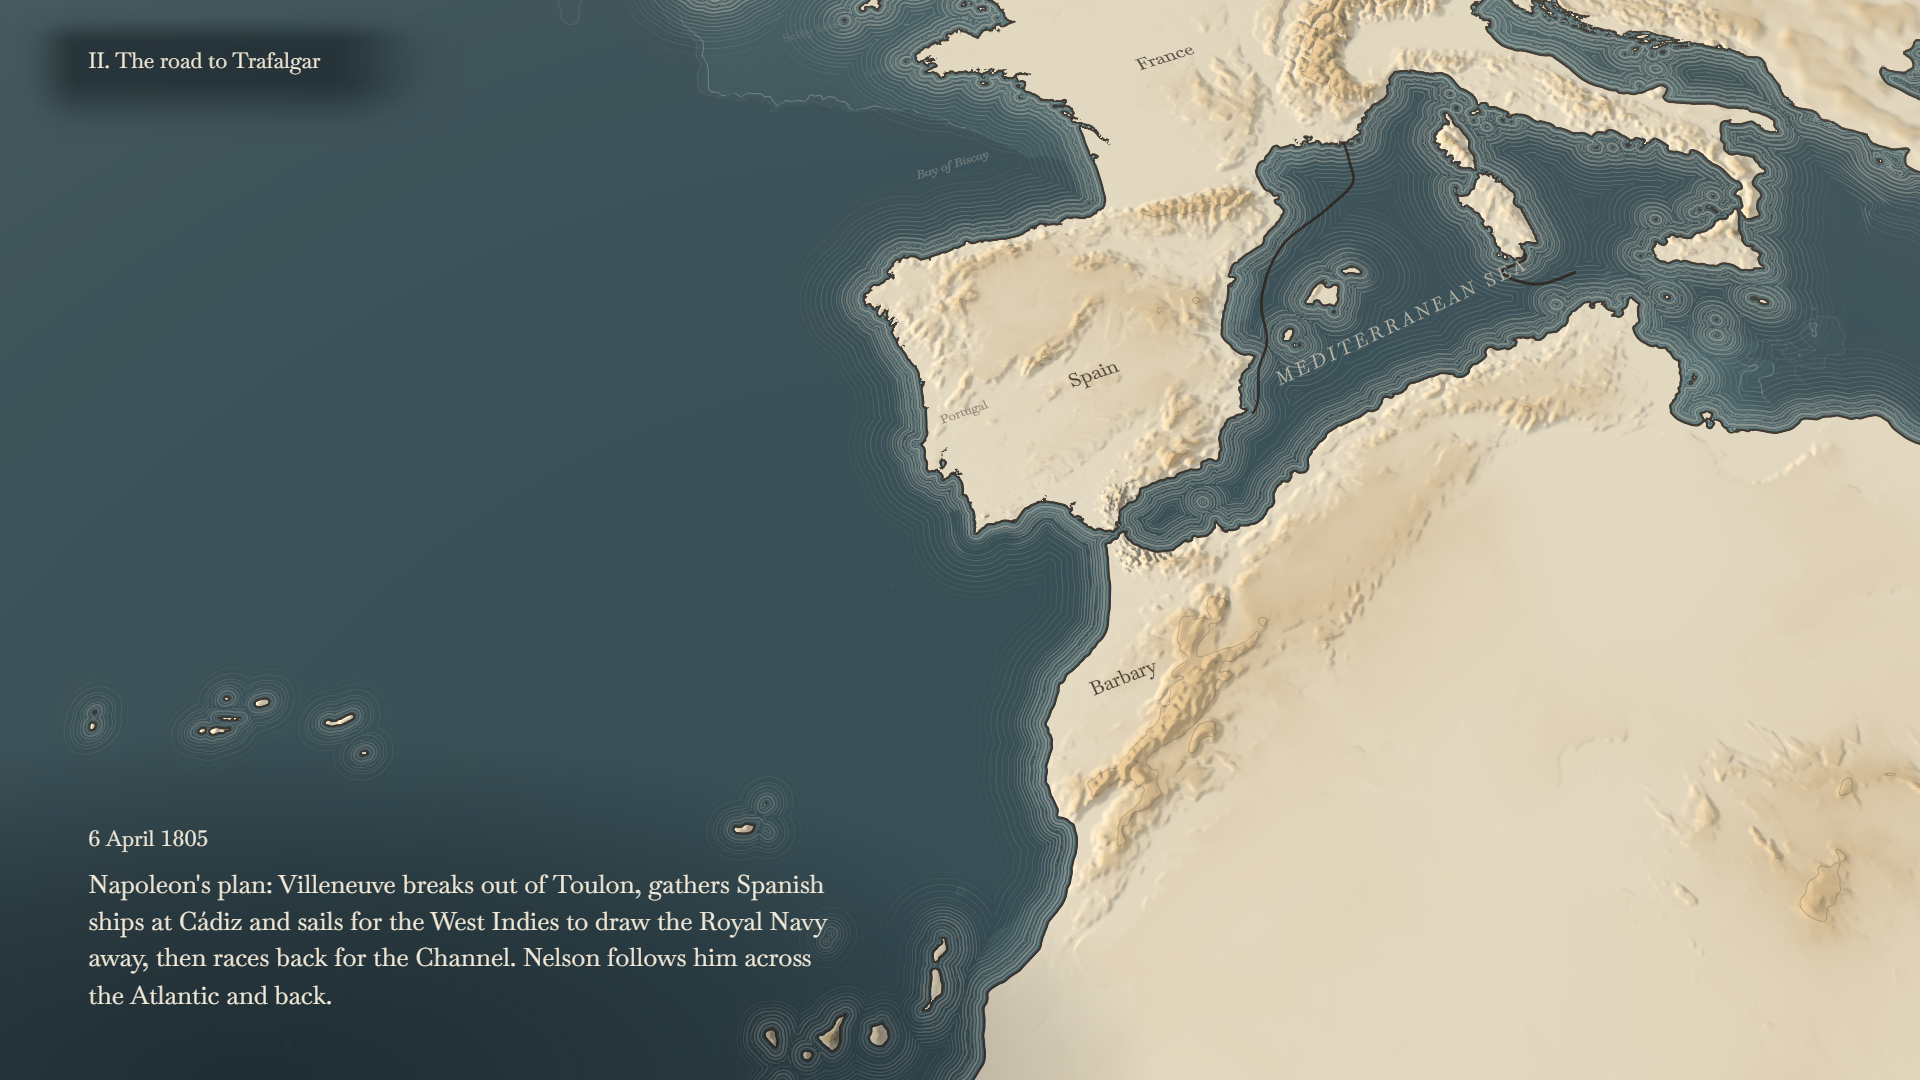 II. The road to Trafalgar
France
Bay of Biscay
MEDITERRANEAN SEA
Spain
Portugal
Barbary
6 April 1805
Napoleon's plan: Villeneuve breaks out of Toulon, gathers Spanish
ships at Cádiz and sails for the West Indies to draw the Royal Navy
away, then races back for the Channel. Nelson follows him across
the Atlantic and back.